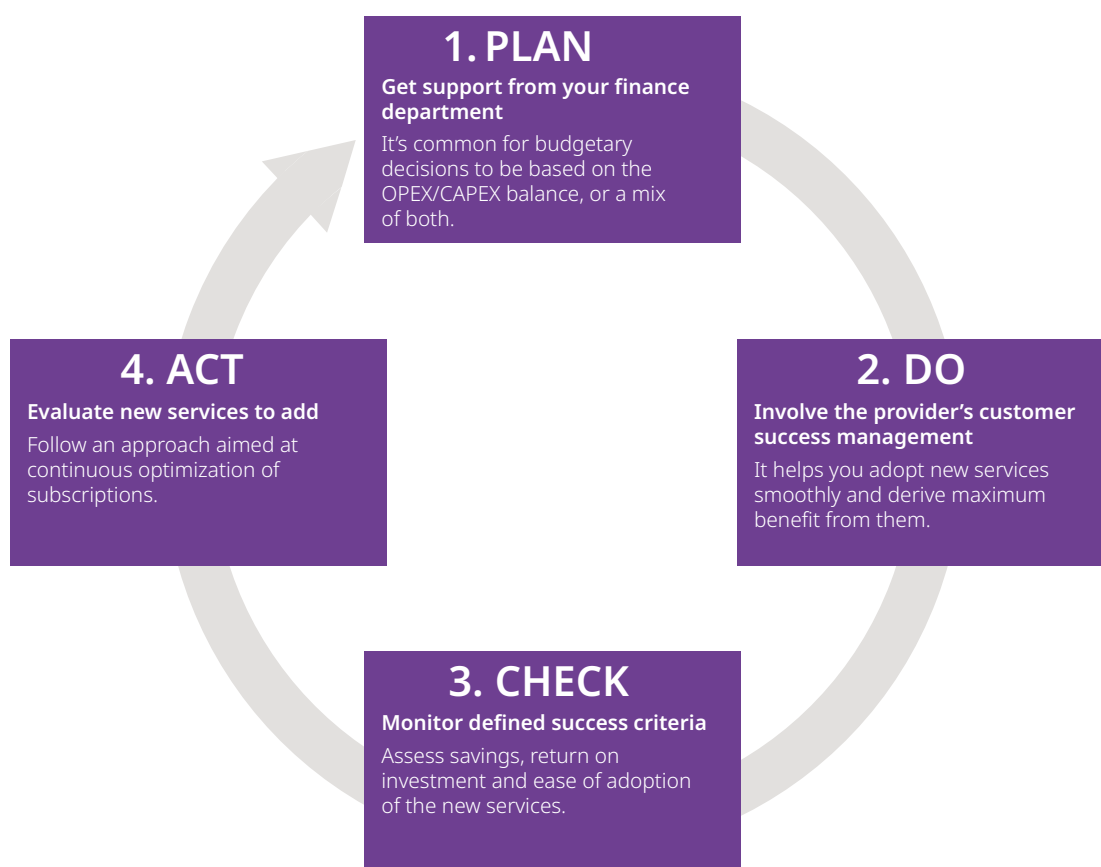 1. PLAN
Get support from your finance
department
It’s common for budgetary
decisions to be based on the
OPEX/CAPEX balance, or a mix
of both.
2. DO
Involve the provider’s customer
success management
It helps you adopt new services
smoothly and derive maximum
benefit from them.
3. CHECK
Monitor defined success criteria
Assess savings, return on
investment and ease of adoption
of the new services.
4. ACT
Evaluate new services to add
Follow an approach aimed at
continuous optimization of
subscriptions.